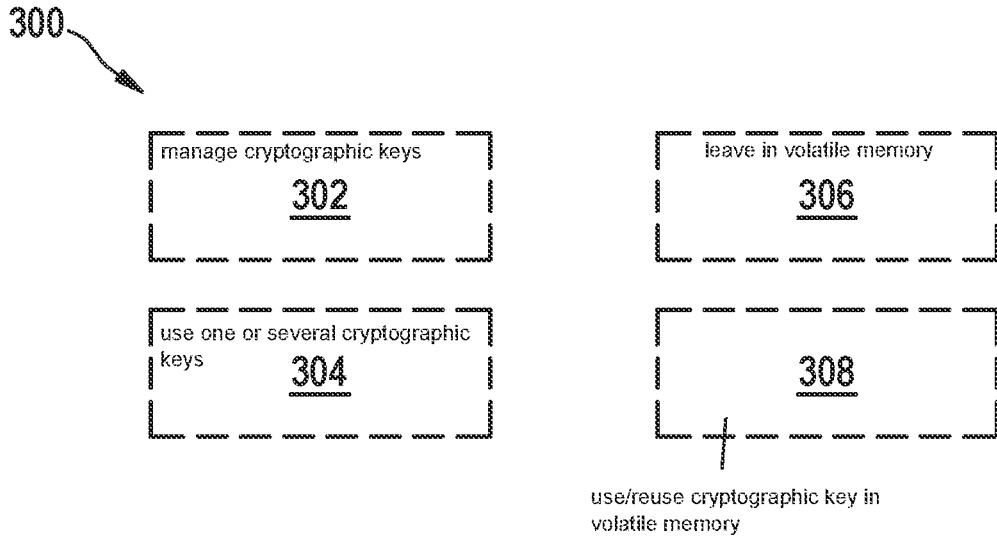 300
manage cryptographic keys
302
leave in volatile memory
306
use one or several cryptographic
keys
304
308
use/reuse cryptographic key in
volatile memory